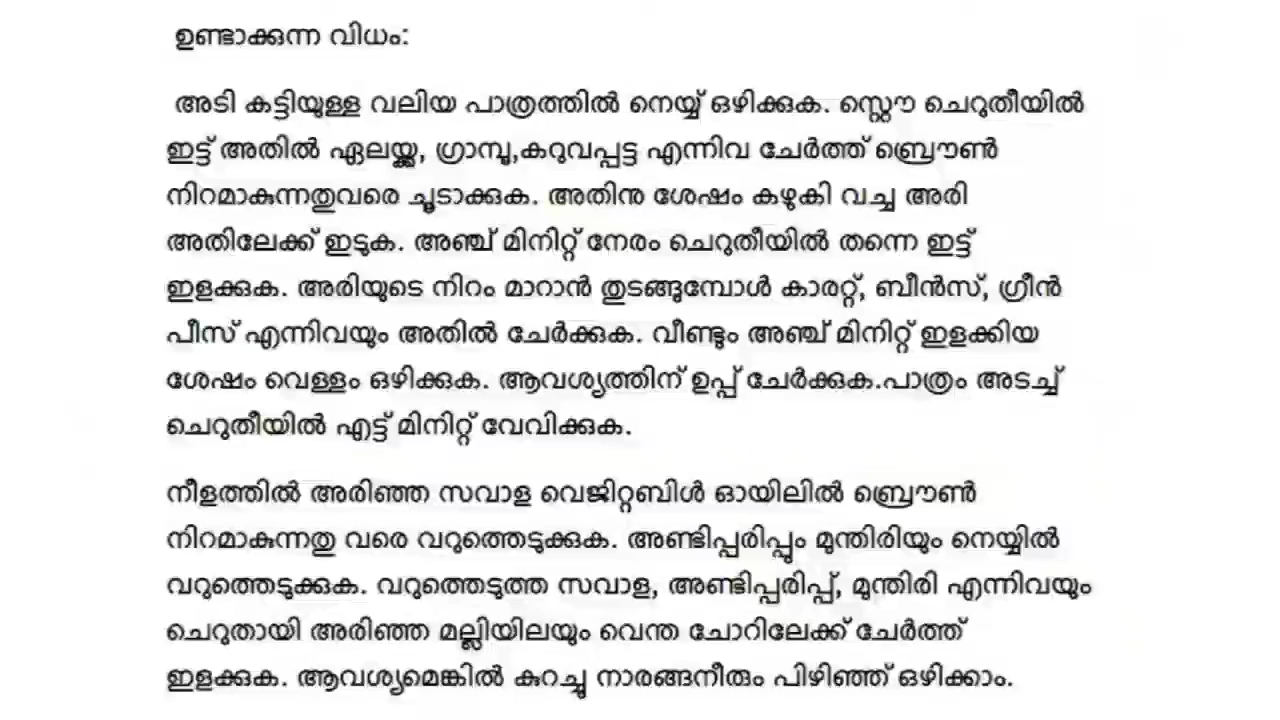 ഉണ്ടാക്കുന്ന വിധം:
അടി കട്ടിയുള്ള വലിയ പാത്രത്തിൽ നെയ്യ് ഒഴിക്കുക. സ്റ്റൌ ചെറുതീയിൽ
ഇട്ട് അതിൽ ഏലയ്ക്ക, ഗ്രാമ്പൂ,കറുവപ്പട്ട എന്നിവ ചേർത്ത് ബ്രൌൺ
നിറമാകുന്നതുവരെ ചൂടാക്കുക. അതിനു ശേഷം കഴുകി വച്ച അരി
അതിലേക്ക് ഇടുക. അഞ്ച് മിനിറ്റ് നേരം ചെറുതീയിൽ തന്നെ ഇട്ട്
ഇളക്കുക. അരിയുടെ നിറം മാറാൻ തുടങ്ങുമ്പോൾ കാരറ്റ്, ബീൻസ്, ഗ്രീൻ
പീസ് എന്നിവയും അതിൽ ചേർക്കുക. വീണ്ടും അഞ്ച് മിനിറ്റ് ഇളക്കിയ
ശേഷം വെള്ളം ഒഴിക്കുക. ആവശ്യത്തിന് ഉപ്പ് ചേർക്കുക.പാത്രം അടച്ച്
ചെറുതീയിൽ എട്ട് മിനിറ്റ് വേവിക്കുക.
നീളത്തിൽ അരിഞ്ഞ സവാള വെജിറ്റബിൾ ഓയിലിൽ ബ്രൌൺ
നിറമാകുന്നതു വരെ വറുത്തെടുക്കുക. അണ്ടിപ്പരിപ്പും മുന്തിരിയും നെയ്യിൽ
വറുത്തെടുക്കുക. വറുത്തെടുത്ത സവാള, അണ്ടിപ്പരിപ്പ്, മുന്തിരി എന്നിവയും
ചെറുതായി അരിഞ്ഞ മല്ലിയിലയും വെന്ത ചോറിലേക്ക് ചേർത്ത്
ഇളക്കുക. ആവശ്യമെങ്കിൽ കുറച്ചു നാരങ്ങനീരും പിഴിഞ്ഞ് ഒഴിക്കാം.